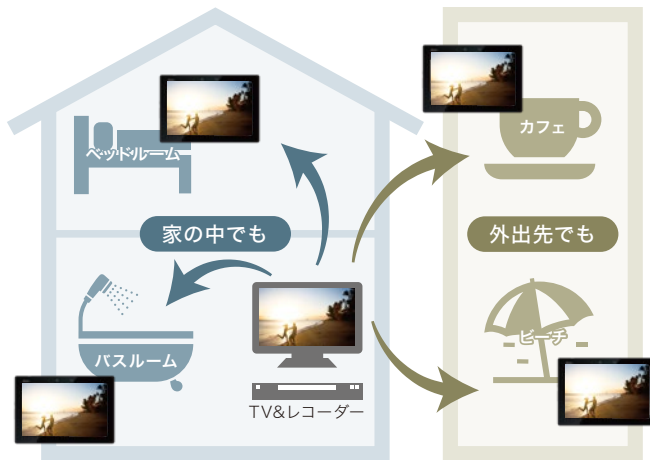 ベッドルーム
カフェ
家の中でも
外出先でも
バスルーム
ビーチ
TV&レコーダー